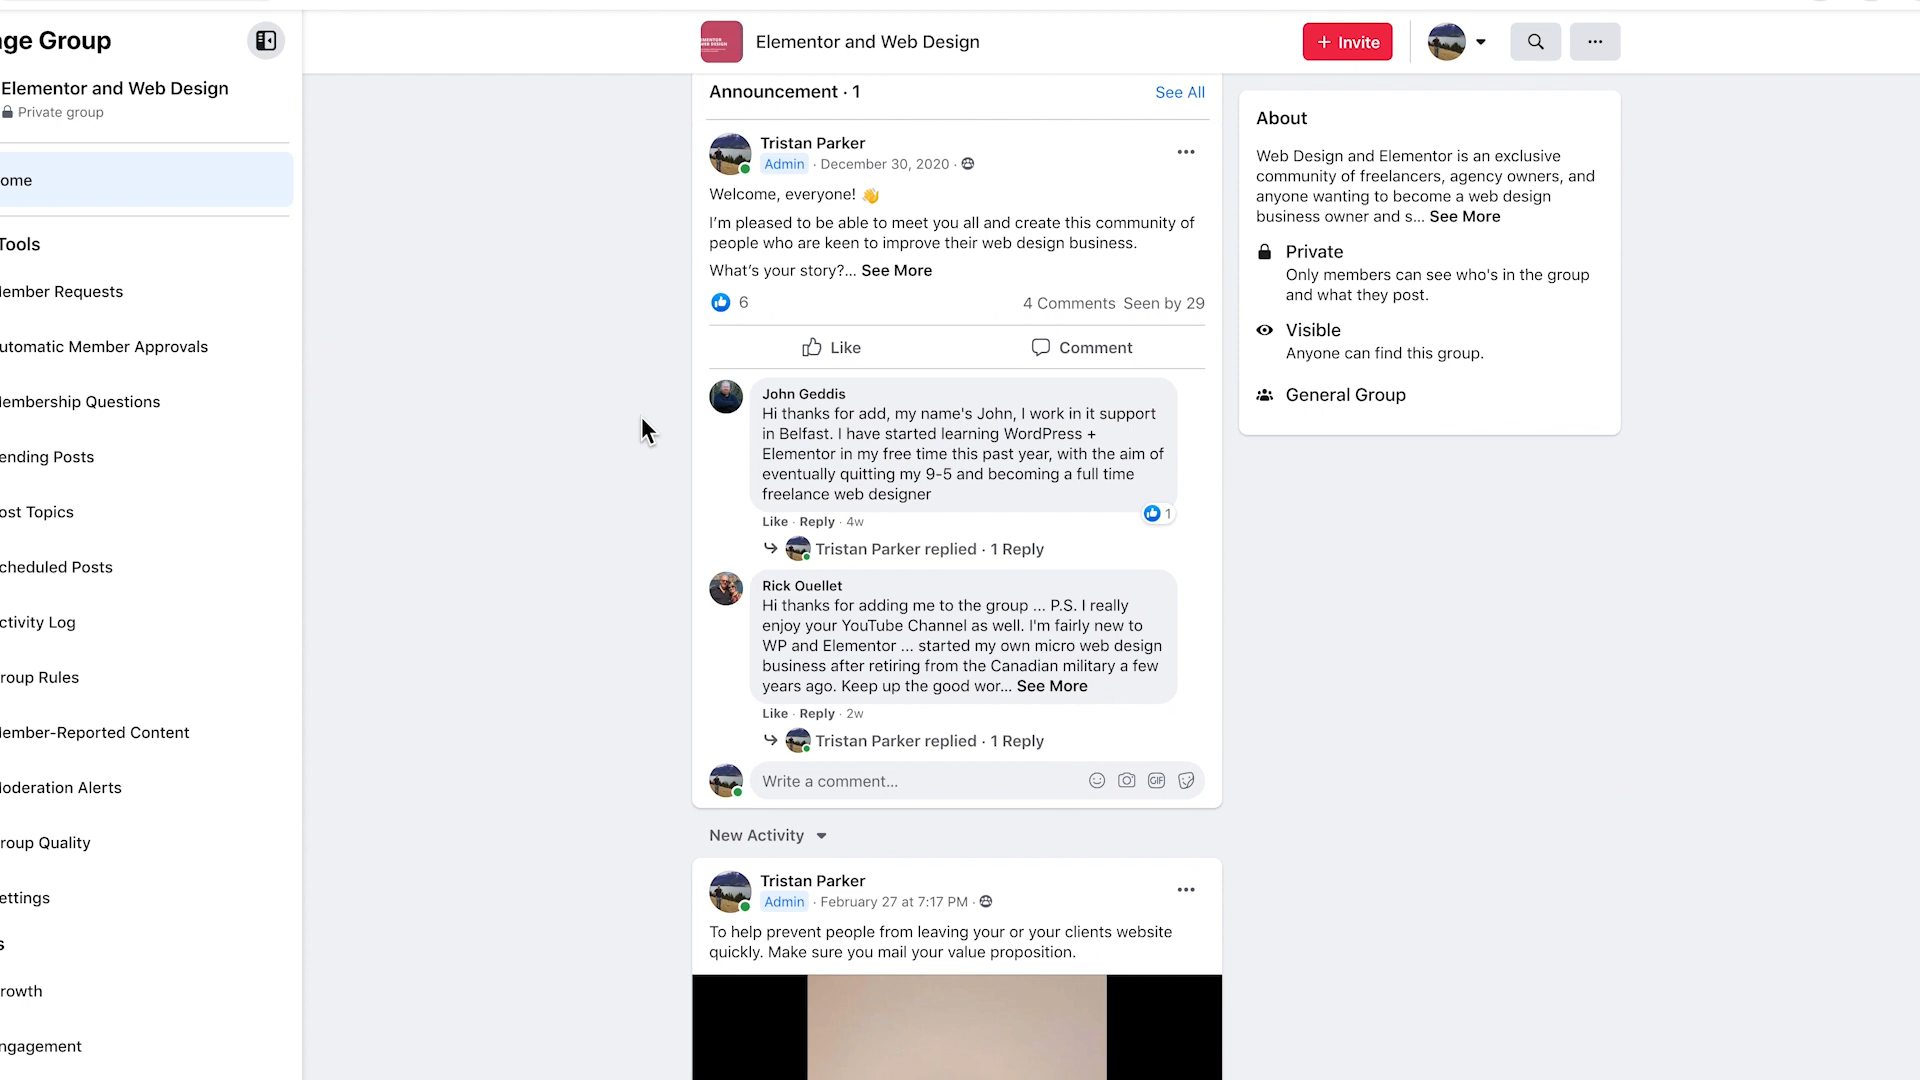 ge Group
Elementor and Web Design
Private group
ome
Tools
ember Requests
utomatic Member Approvals
embership Questions
ending Posts
ost Topics
cheduled Posts
ctivity Log
roup Rules
ember-Reported Content
oderation Alerts
roup Quality
ettings
s
rowth
ngagement
Elementor and Web Design
+ Invite
Announcement · 1
See All
Tristan Parker
Admin · December 30, 2020 ·
Welcome, everyone! 👋
I’m pleased to be able to meet you all and create this community of
people who are keen to improve their web design business.
What’s your story?... See More
6
4 Comments Seen by 29
Like
Comment
John Geddis
Hi thanks for add, my name's John, I work in it support
in Belfast. I have started learning WordPress +
Elementor in my free time this past year, with the aim of
eventually quitting my 9-5 and becoming a full time
freelance web designer
1
Like · Reply · 4w
Tristan Parker replied · 1 Reply
Rick Ouellet
Hi thanks for adding me to the group ... P.S. I really
enjoy your YouTube Channel as well. I'm fairly new to
WP and Elementor ... started my own micro web design
business after retiring from the Canadian military a few
years ago. Keep up the good wor... See More
Like · Reply · 2w
Tristan Parker replied · 1 Reply
Write a comment...
GIF
New Activity
Tristan Parker
Admin · February 27 at 7:17 PM ·
To help prevent people from leaving your or your clients website
quickly. Make sure you mail your value proposition.
About
Web Design and Elementor is an exclusive
community of freelancers, agency owners, and
anyone wanting to become a web design
business owner and s... See More
Private
Only members can see who's in the group
and what they post.
Visible
Anyone can find this group.
General Group